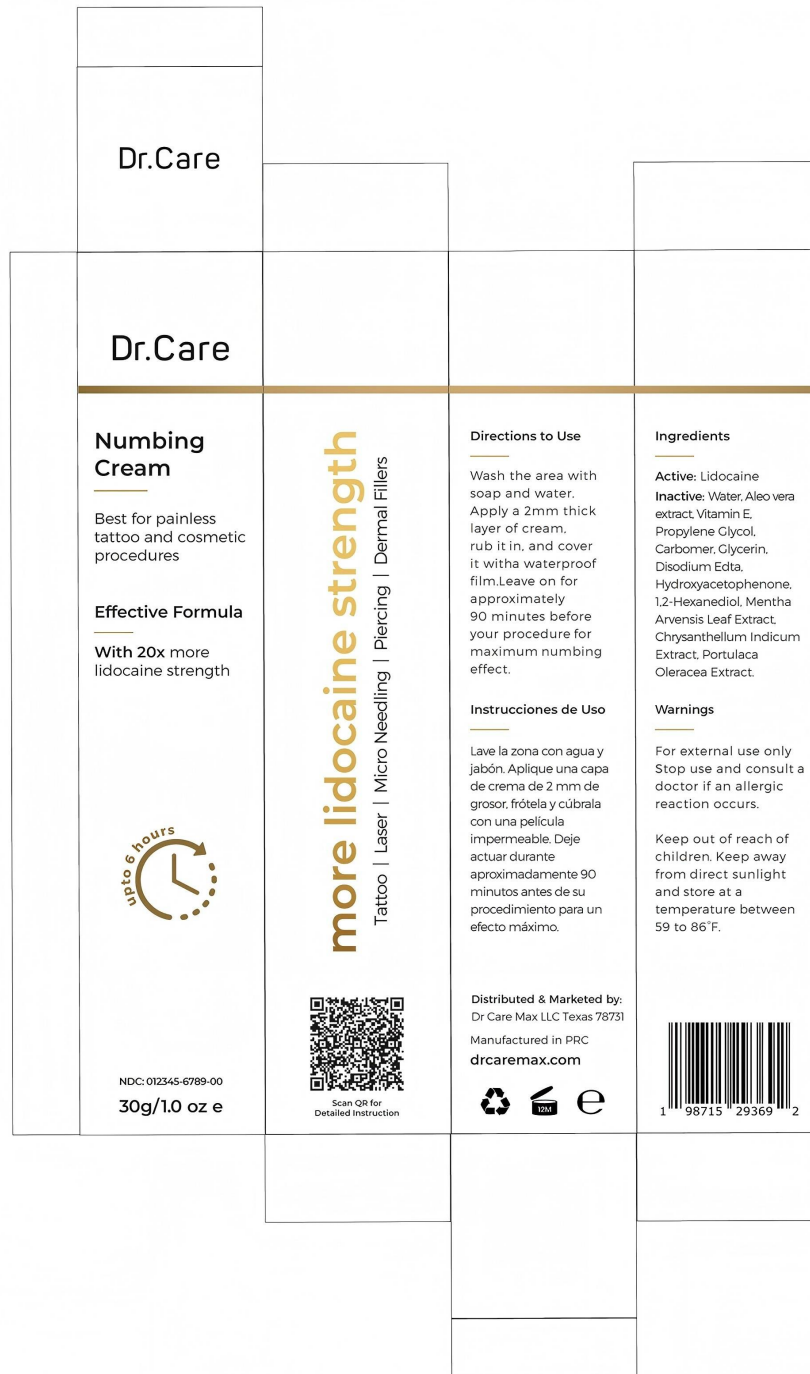 Dr.Care
Dr.Care
Numbing
Cream
Best for painless
tattoo and cosmetic
procedures
Effective Formula
With 20x more
lidocaine strength
upto 6 hours
NDC: 012345-6789-00
30g/1.0 oz e
more lidocaine strength
Tattoo | Laser | Micro Needling | Piercing | Dermal Fillers
Scan QR for
Detailed Instruction
Directions to Use
Wash the area with
soap and water.
Apply a 2mm thick
layer of cream,
rub it in, and cover
it witha waterproof
film.Leave on for
approximately
90 minutes before
your procedure for
maximum numbing
effect.
Instrucciones de Uso
Lave la zona con agua y
jabón. Aplique una capa
de crema de 2 mm de
grosor, frótela y cúbrala
con una película
impermeable. Deje
actuar durante
aproximadamente 90
minutos antes de su
procedimiento para un
efecto máximo.
Distributed & Marketed by:
Dr Care Max LLC Texas 78731
Manufactured in PRC
drcaremax.com
12M
e
Ingredients
Active: Lidocaine
Inactive: Water, Aleo vera
extract, Vitamin E,
Propylene Glycol,
Carbomer, Glycerin,
Disodium Edta,
Hydroxyacetophenone,
1,2-Hexanediol, Mentha
Arvensis Leaf Extract,
Chrysanthellum Indicum
Extract, Portulaca
Oleracea Extract.
Warnings
For external use only
Stop use and consult a
doctor if an allergic
reaction occurs.
Keep out of reach of
children. Keep away
from direct sunlight
and store at a
temperature between
59 to 86°F.
1 98715 29369 2